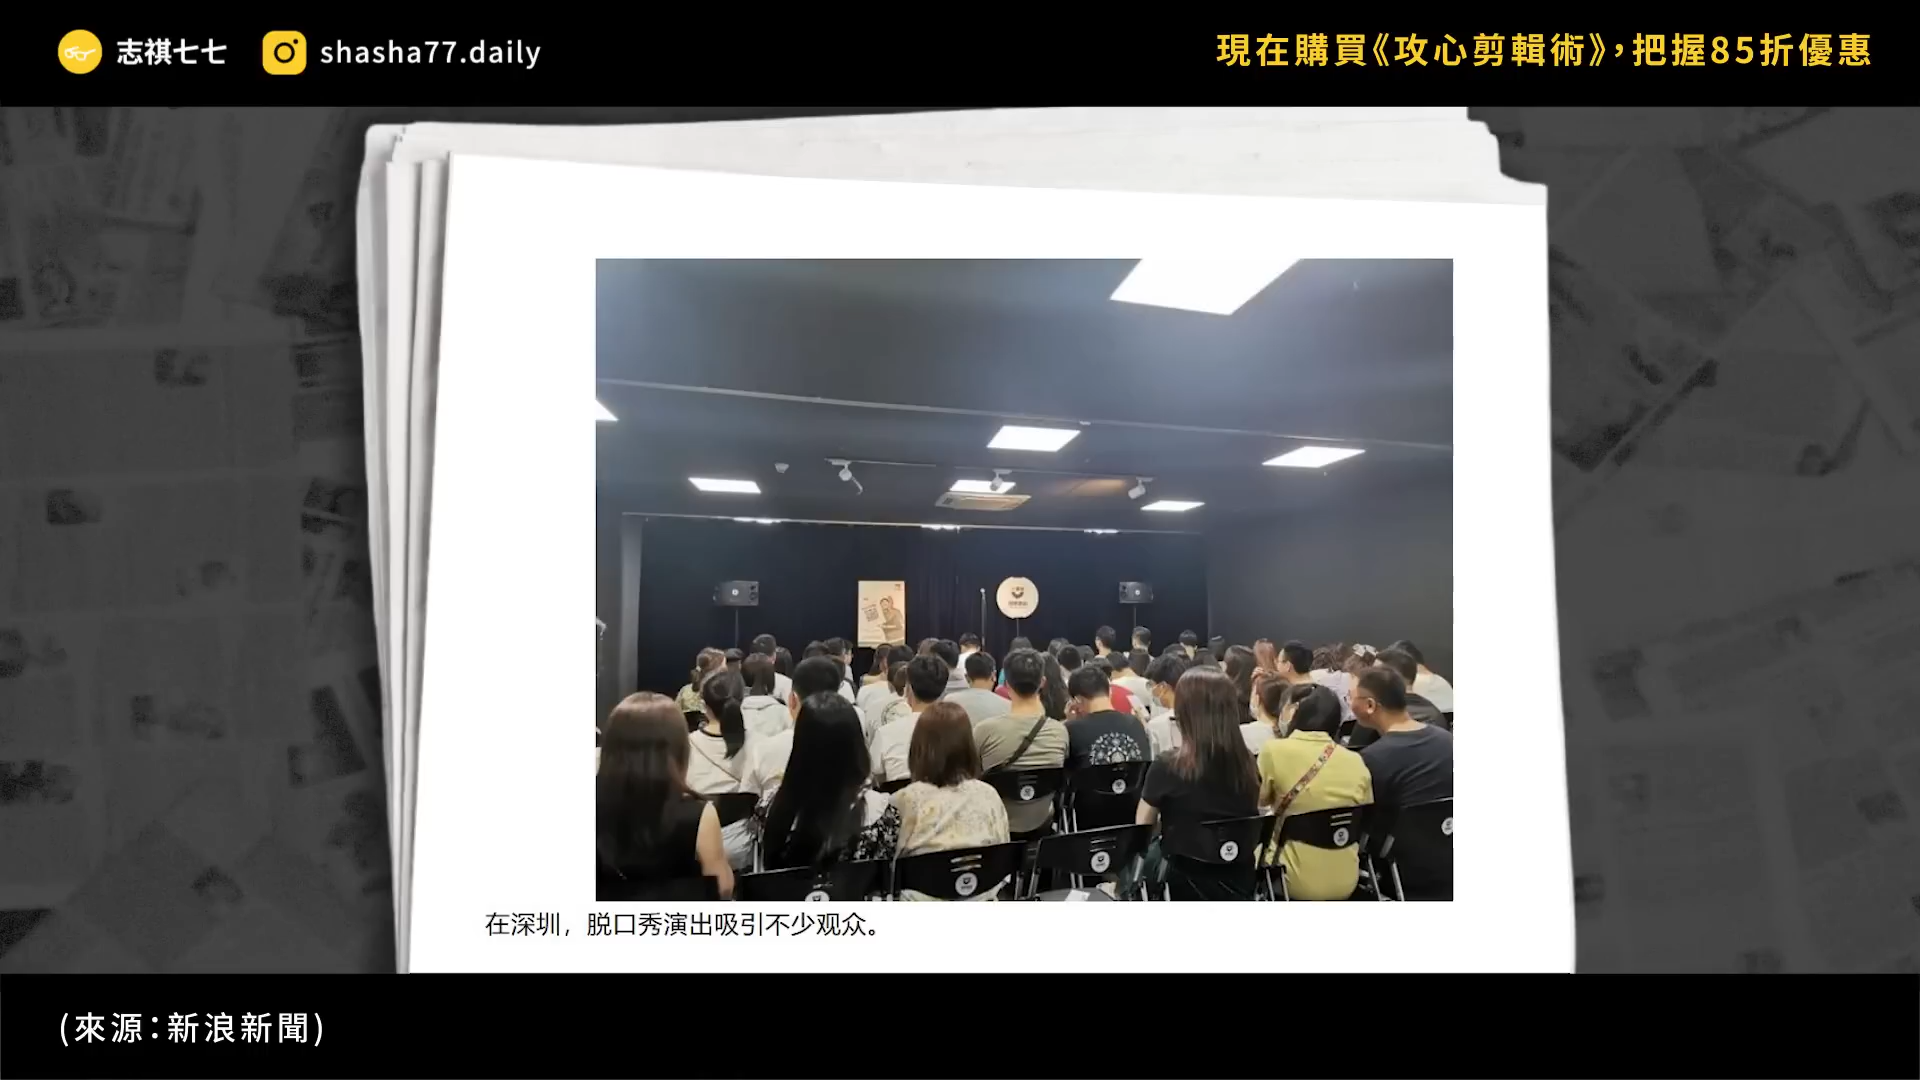 志祺七七
shasha77.daily
現在購買《攻心剪輯術》，把握85折優惠
在深圳，脱口秀演出吸引不少观众。
(來源：新浪新聞)